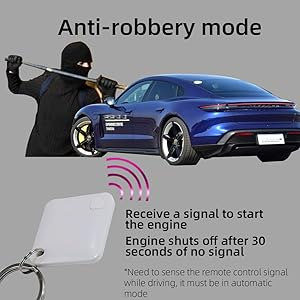 Anti-robbery mode
Receive a signal to start
the engine
Engine shuts off after 30
seconds of no signal
*Need to sense the remote control signal
while driving, it must be in automatic
mode